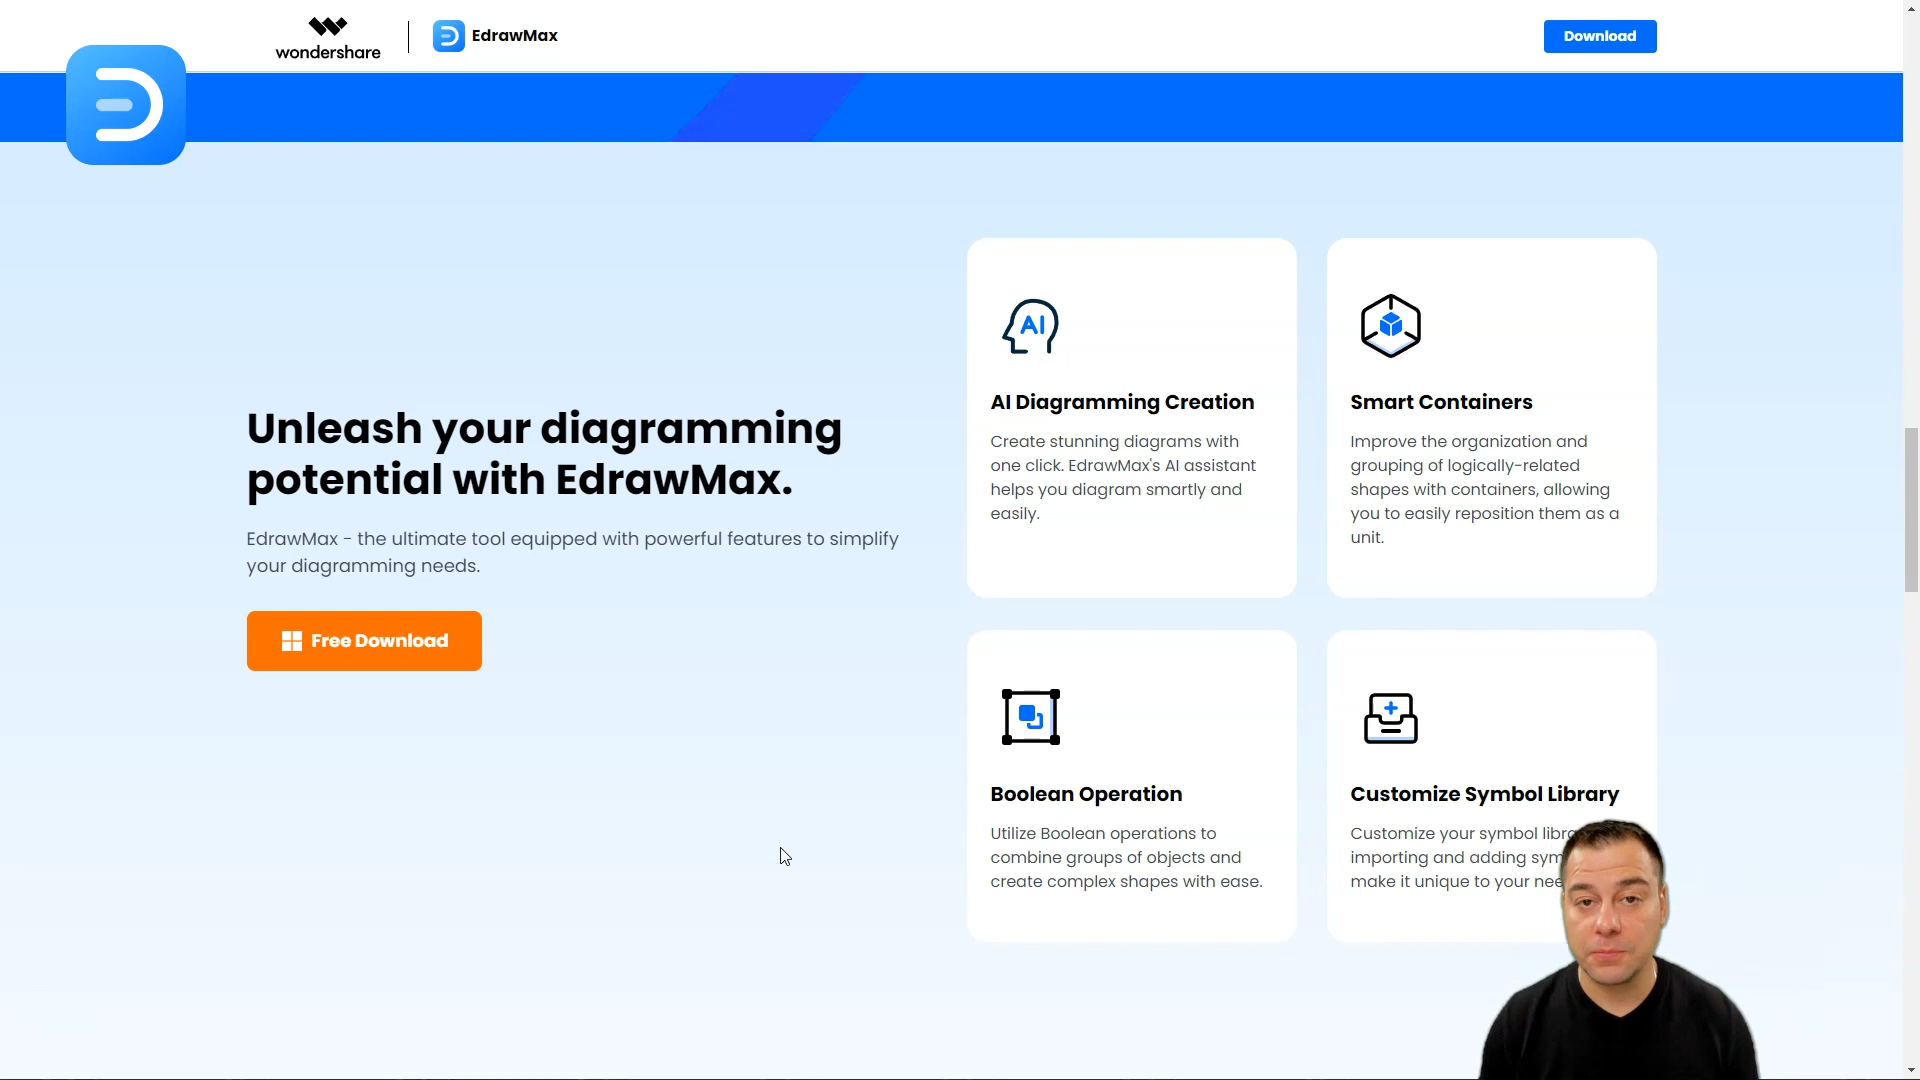 wondershare
EdrawMax
Download
Unleash your diagramming
potential with EdrawMax.
EdrawMax - the ultimate tool equipped with powerful features to simplify
your diagramming needs.
Free Download
AI
AI Diagramming Creation
Create stunning diagrams with
one click. EdrawMax's AI assistant
helps you diagram smartly and
easily.
Smart Containers
Improve the organization and
grouping of logically-related
shapes with containers, allowing
you to easily reposition them as a
unit.
Boolean Operation
Utilize Boolean operations to
combine groups of objects and
create complex shapes with ease.
Customize Symbol Library
Customize your symbol
importing and adding
make it unique to your